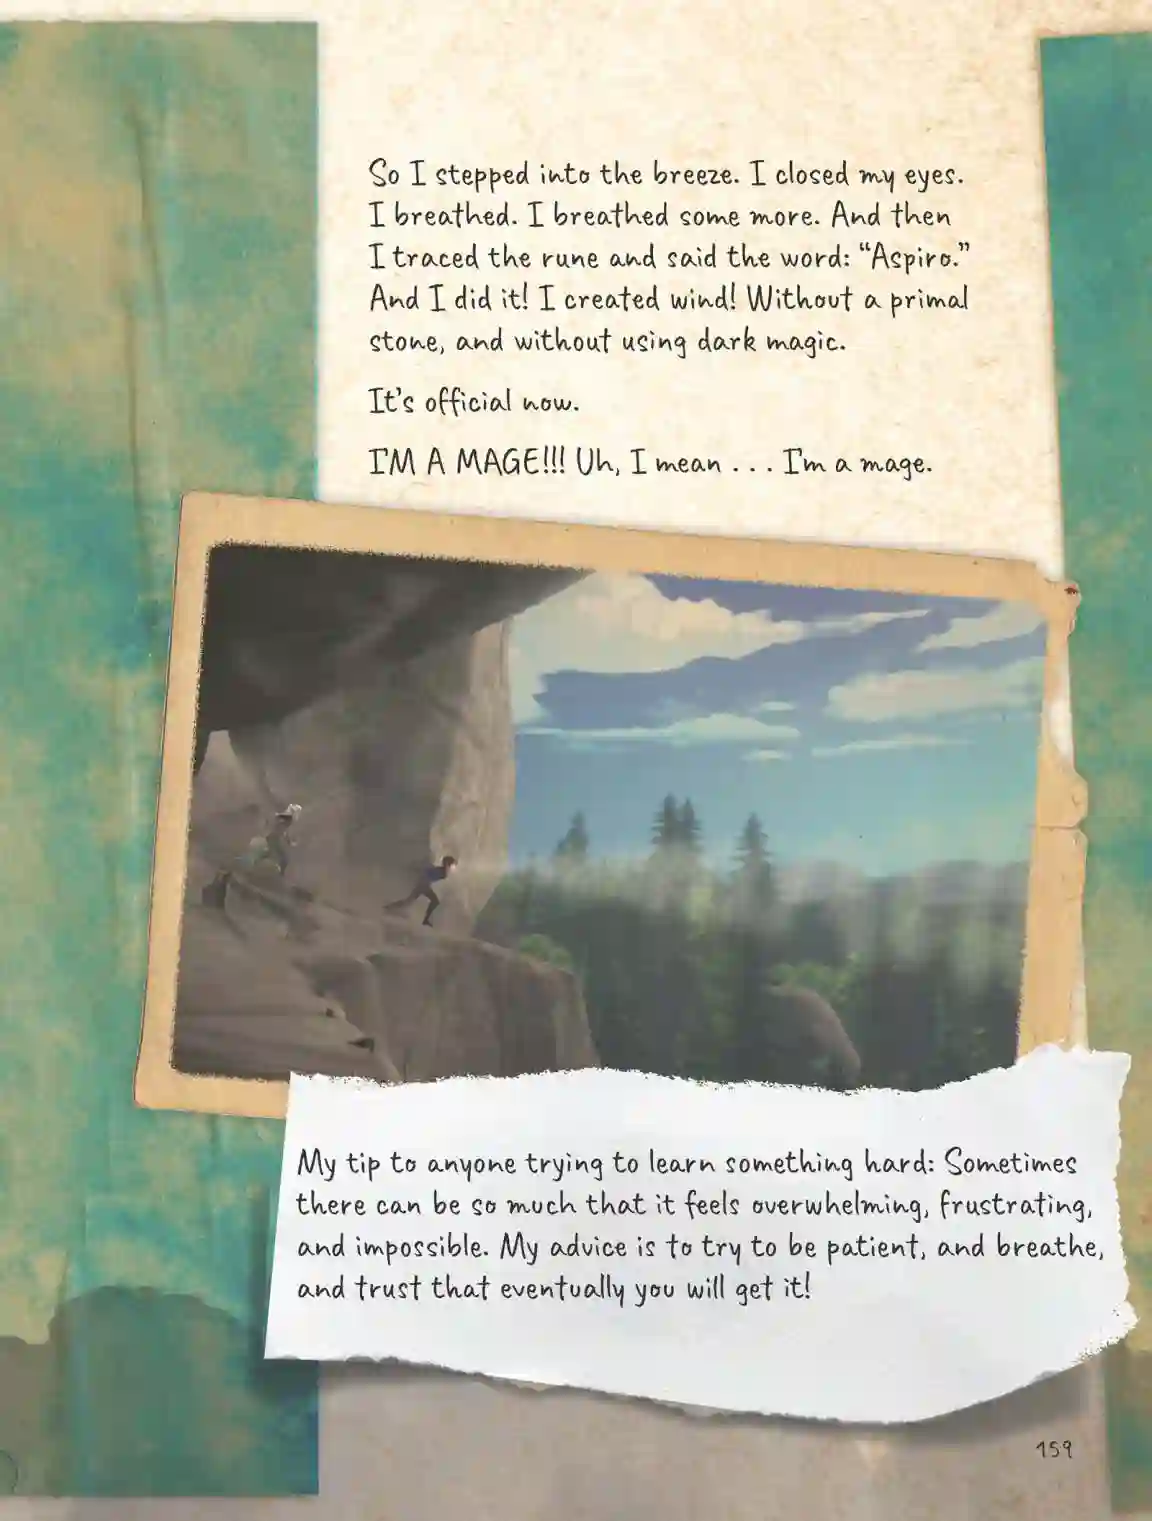 So I stepped into the breeze. I closed my eyes.
I breathed. I breathed some more. And then
I traced the rune and said the word: “Aspiro.”
And I did it! I created wind! Without a primal
stone, and without using dark magic.
It’s official now.
I’M A MAGE!!! Uh, I mean . . . I’m a mage.
My tip to anyone trying to learn something hard: Sometimes
there can be so much that it feels overwhelming, frustrating,
and impossible. My advice is to try to be patient, and breathe,
and trust that eventually you will get it!
159